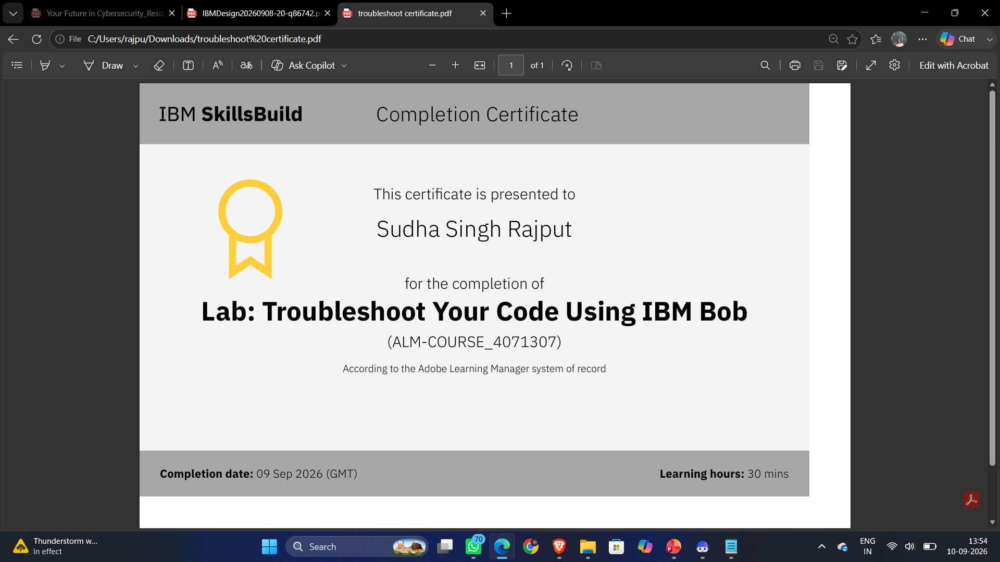 Your Future in Cybersecurity_Reso
IBMDesign20260908-20-q86742.p
troubleshoot certificate.pdf
File
C:/Users/rajpu/Downloads/troubleshoot%20certificate.pdf
Chat
Draw
aあ
Ask Copilot
1
of 1
Edit with Acrobat
IBM SkillsBuild
Completion Certificate
This certificate is presented to
Sudha Singh Rajput
for the completion of
Lab: Troubleshoot Your Code Using IBM Bob
(ALM-COURSE_4071307)
According to the Adobe Learning Manager system of record
Completion date: 09 Sep 2026 (GMT)
Learning hours: 30 mins
Thunderstorm w...
In effect
Search
70
ENG
IN
13:54
10-09-2026